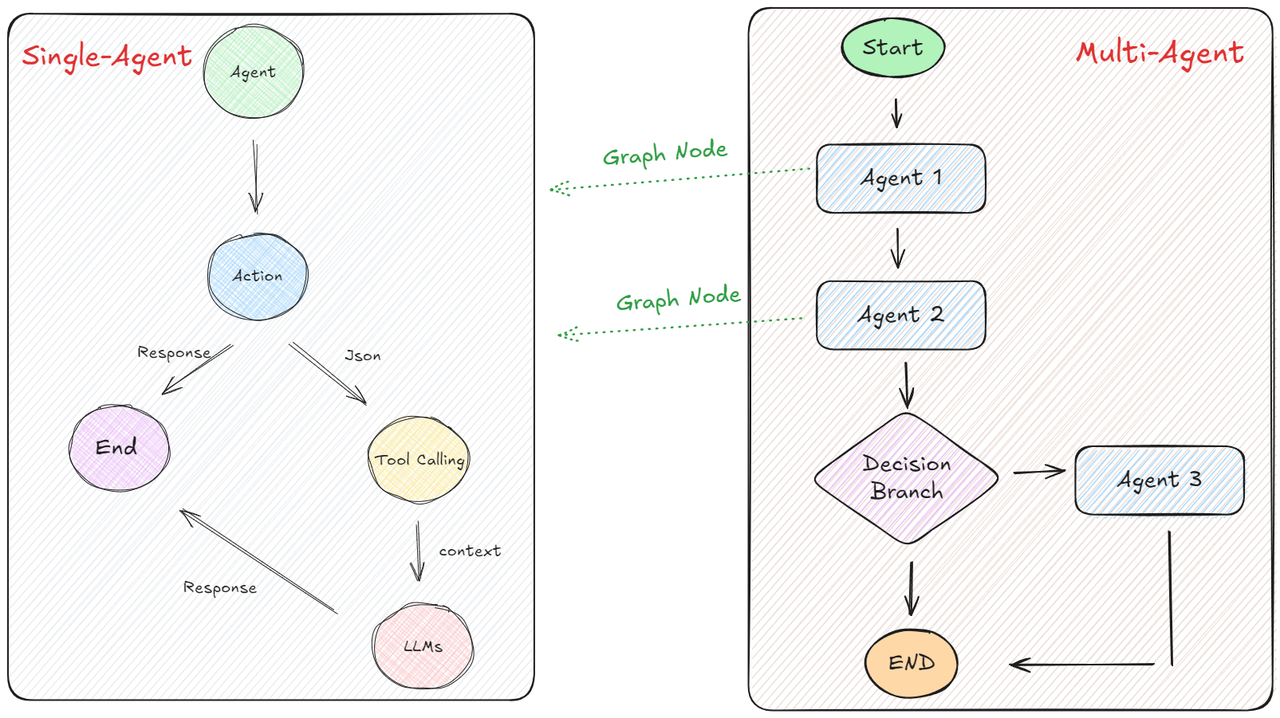 Single-Agent
Agent
Action
Response
Json
End
Tool Calling
context
Response
LLMs
Graph Node
Graph Node
Multi-Agent
Start
Agent 1
Agent 2
Decision
Branch
Agent 3
END